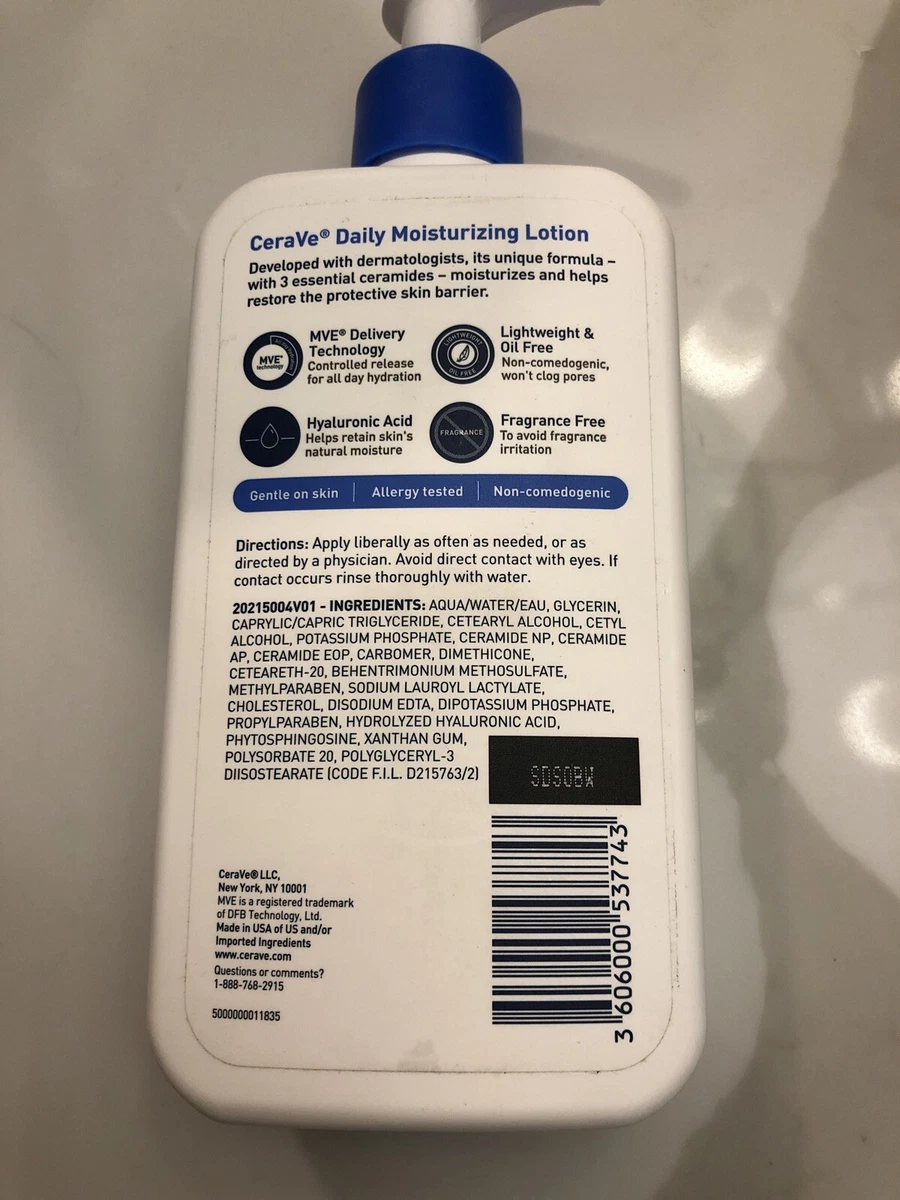 CeraVe® Daily Moisturizing Lotion
Developed with dermatologists, its unique formula –
with 3 essential ceramides – moisturizes and helps
restore the protective skin barrier.
MVE®
technology
MVE® Delivery
Technology
Controlled release
for all day hydration
LIGHTWEIGHT
OIL FREE
Lightweight &
Oil Free
Non-comedogenic,
won't clog pores
Hyaluronic Acid
Helps retain skin's
natural moisture
FRAGRANCE
Fragrance Free
To avoid fragrance
irritation
Gentle on skin | Allergy tested | Non-comedogenic
Directions: Apply liberally as often as needed, or as
directed by a physician. Avoid direct contact with eyes. If
contact occurs rinse thoroughly with water.
20215004V01 - INGREDIENTS: AQUA/WATER/EAU, GLYCERIN,
CAPRYLIC/CAPRIC TRIGLYCERIDE, CETEARYL ALCOHOL, CETYL
ALCOHOL, POTASSIUM PHOSPHATE, CERAMIDE NP, CERAMIDE
AP, CERAMIDE EOP, CARBOMER, DIMETHICONE,
CETEARETH-20, BEHENTRIMONIUM METHOSULFATE,
METHYLPARABEN, SODIUM LAUROYL LACTYLATE,
CHOLESTEROL, DISODIUM EDTA, DIPOTASSIUM PHOSPHATE,
PROPYLPARABEN, HYDROLYZED HYALURONIC ACID,
PHYTOSPHINGOSINE, XANTHAN GUM,
POLYSORBATE 20, POLYGLYCERYL-3
DIISOSTEARATE (CODE F.I.L. D215763/2)
SDS0BW
CeraVe® LLC,
New York, NY 10001
MVE is a registered trademark
of DFB Technology, Ltd.
Made in USA of US and/or
Imported Ingredients
www.cerave.com
Questions or comments?
1-888-768-2915
5000000011835
3 606000 537743